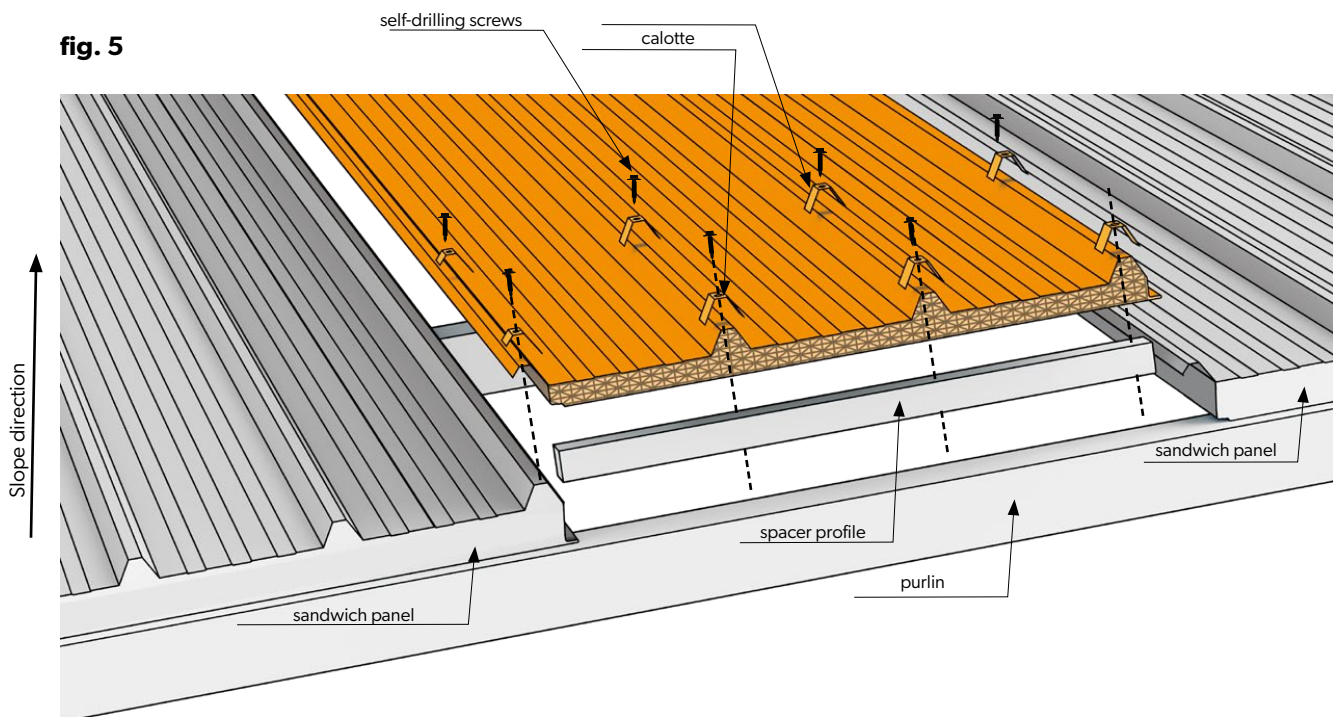 self-drilling screws
calotte
fig. 5
Slope direction
sandwich panel
spacer profile
purlin
sandwich panel